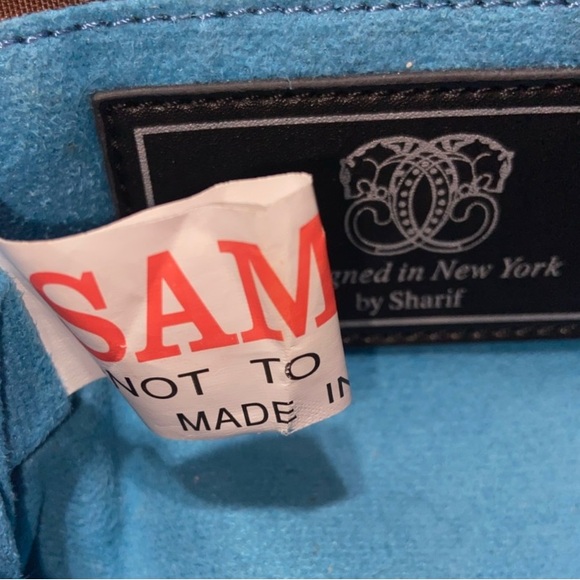 SAM
NOT TO
MADE IN
gned in New York
by Sharif